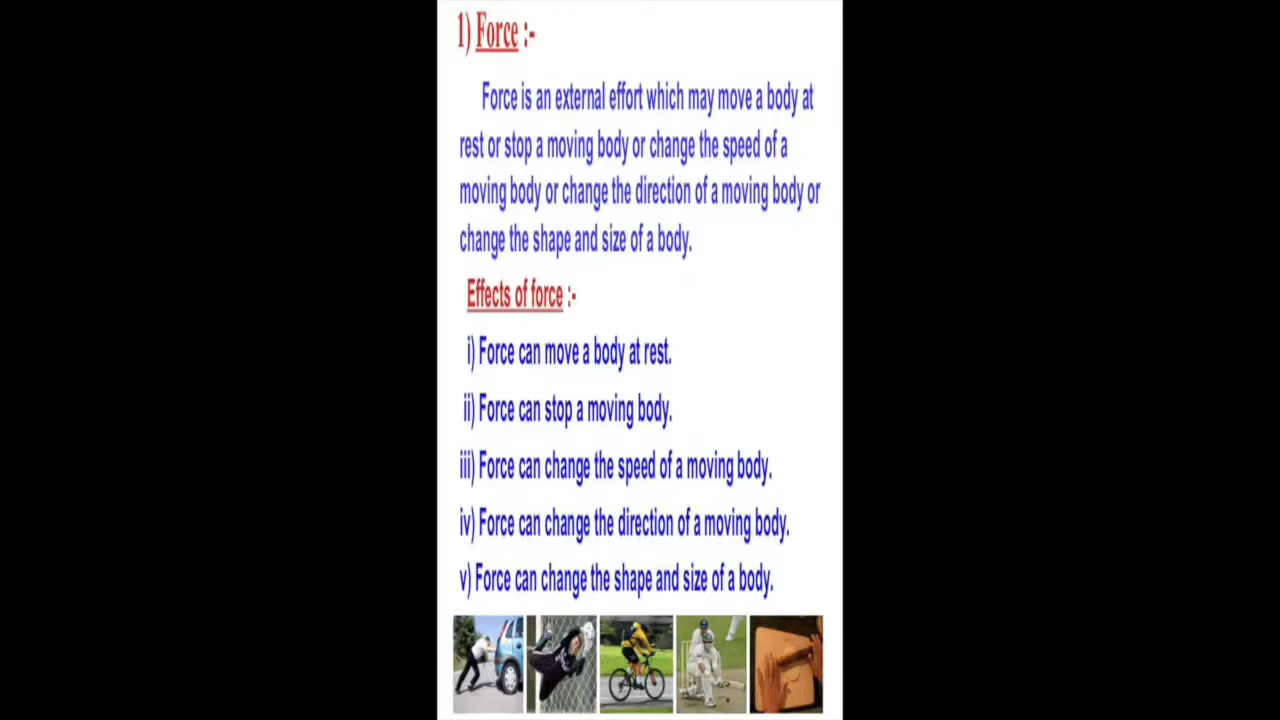 1) Force :-
Force is an external effort which may move a body at
rest or stop a moving body or change the speed of a
moving body or change the direction of a moving body or
change the shape and size of a body.
Effects of force :-
i) Force can move a body at rest.
ii) Force can stop a moving body.
iii) Force can change the speed of a moving body.
iv) Force can change the direction of a moving body.
v) Force can change the shape and size of a body.